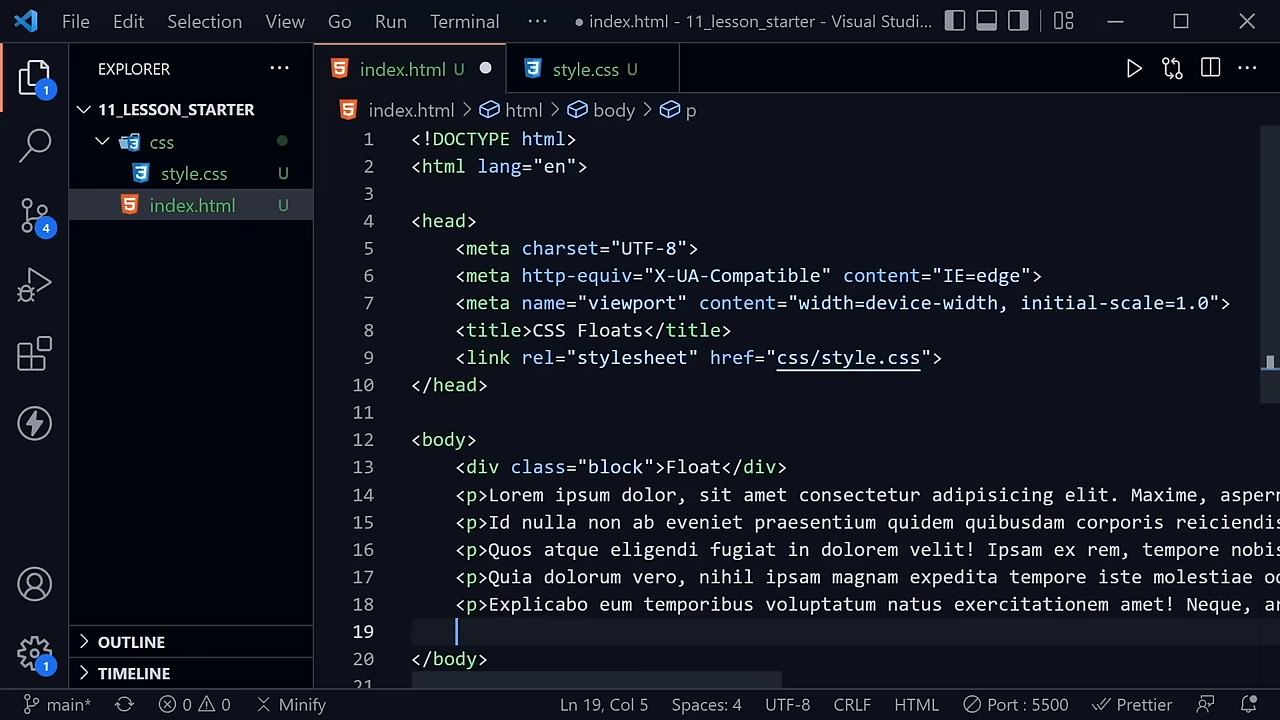 File Edit Selection View Go Run Terminal ··· ● index.html - 11_lesson_starter - Visual Studi...
EXPLORER ···
index.html U ●
style.css U
11_LESSON_STARTER
index.html > html > body > p
css
style.css U
index.html U
1
4
1
1 <!DOCTYPE html>
2 <html lang="en">
3
4 <head>
5 <meta charset="UTF-8">
6 <meta http-equiv="X-UA-Compatible" content="IE=edge">
7 <meta name="viewport" content="width=device-width, initial-scale=1.0">
8 <title>CSS Floats</title>
9 <link rel="stylesheet" href="css/style.css">
10 </head>
11
12 <body>
13 <div class="block">Float</div>
14 <p>Lorem ipsum dolor, sit amet consectetur adipisicing elit. Maxime, aspern
15 <p>Id nulla non ab eveniet praesentium quidem quibusdam corporis reiciendis
16 <p>Quos atque eligendi fugiat in dolorem velit! Ipsam ex rem, tempore nobis
17 <p>Quia dolorum vero, nihil ipsam magnam expedita tempore iste molestiae
18 <p>Explicabo eum temporibus voluptatum natus exercitationem amet! Neque,
19
20 </body>
21
OUTLINE
TIMELINE
main* 0 0 Minify Ln 19, Col 5 Spaces: 4 UTF-8 CRLF HTML Port : 5500 Prettier